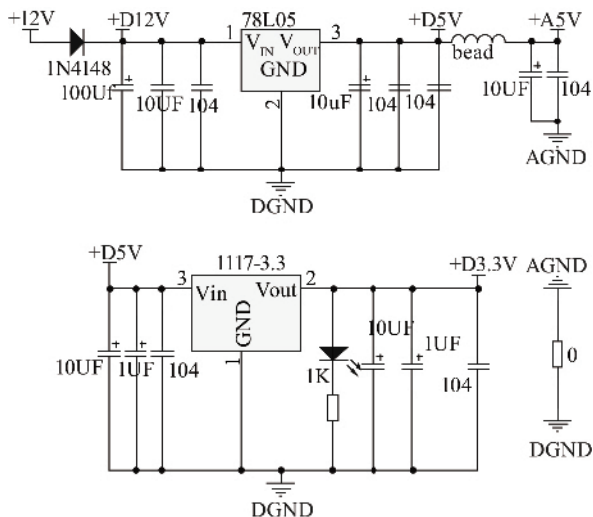 +12V +D12V 78L05 +D5V +A5V
1 VIN VOUT 3
GND
bead
1N4148
100Uf 10UF 104 2 10uF 104 104 10UF 104
AGND
DGND
+D5V 1117-3.3 +D3.3V AGND
3 Vin Vout 2
GND
10UF 1UF 104 1 1K 10UF 1UF 104 0
DGND DGND